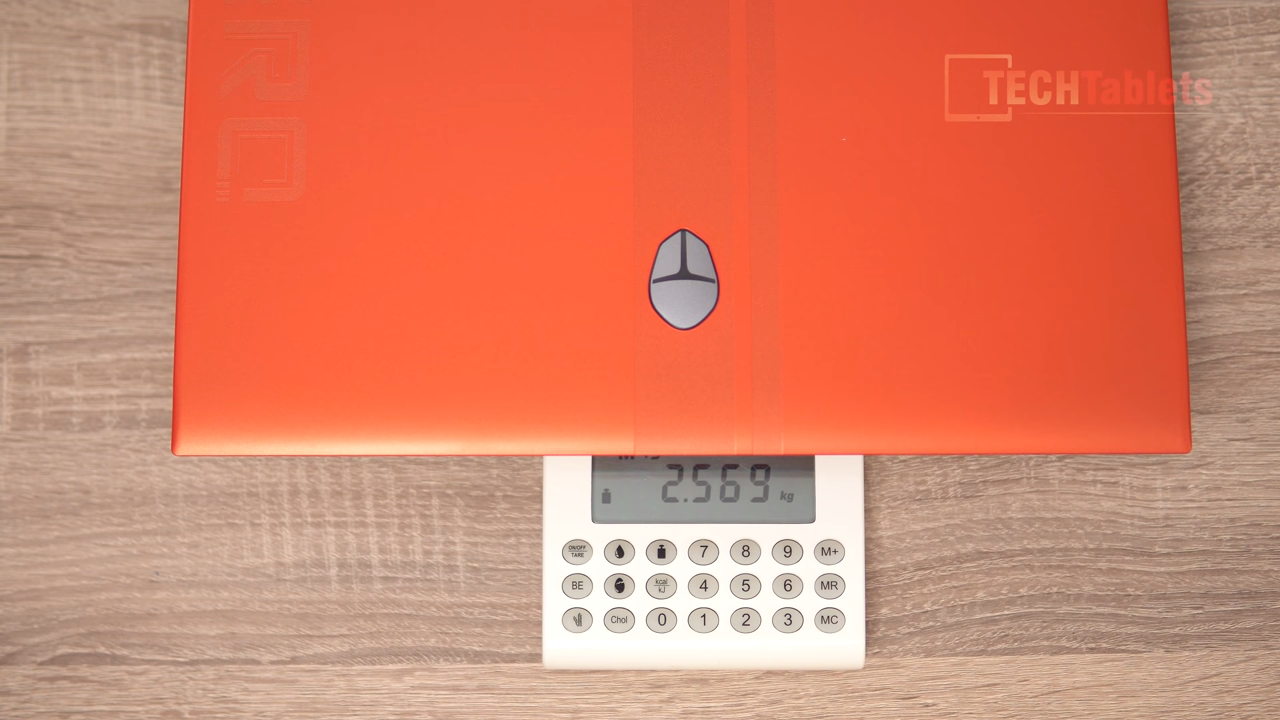 TECHTablets
RO
2.569 kg
ON/OFF TARE 7 8 9 M+
BE kcal kJ 4 5 6 MR
Chol 0 1 2 3 MC